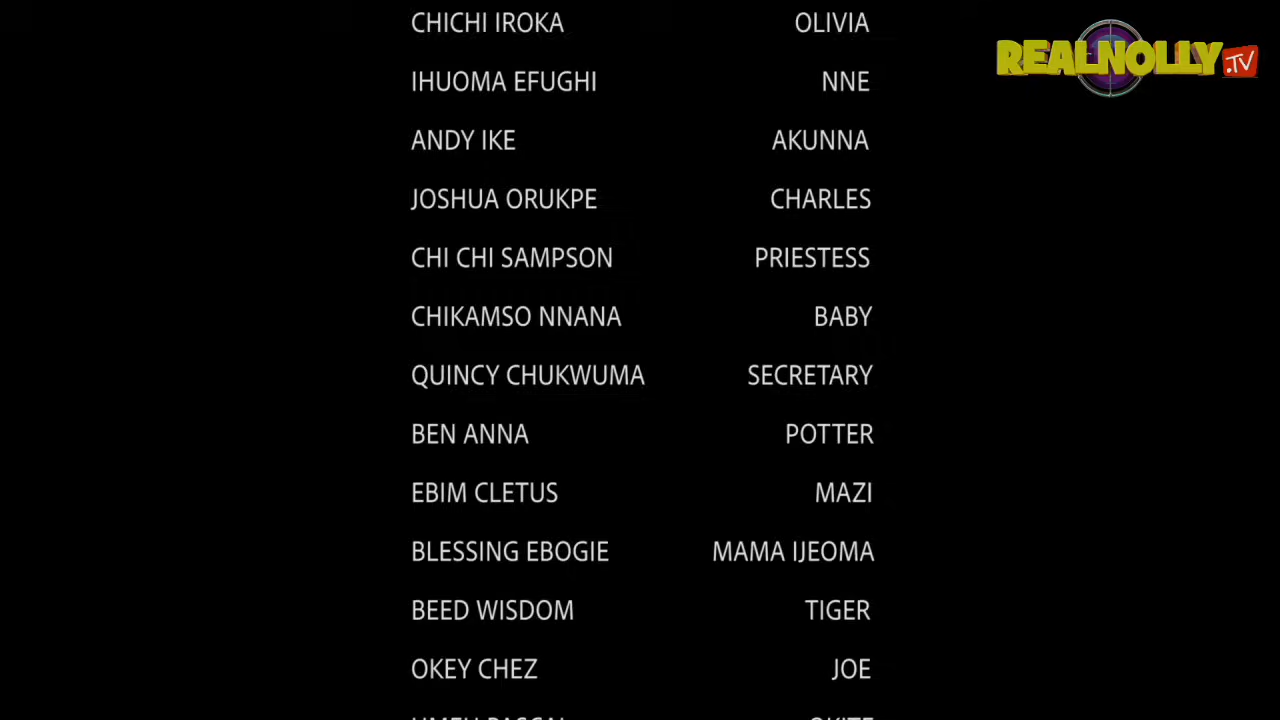 CHICHI IROKA OLIVIA
REALNOLLY.TV
IHUOMA EFUGHI NNE
ANDY IKE AKUNNA
JOSHUA ORUKPE CHARLES
CHI CHI SAMPSON PRIESTESS
CHIKAMSO NNANA BABY
QUINCY CHUKWUMA SECRETARY
BEN ANNA POTTER
EBIM CLETUS MAZI
BLESSING EBOGIE MAMA IJEOMA
BEED WISDOM TIGER
OKEY CHEZ JOE